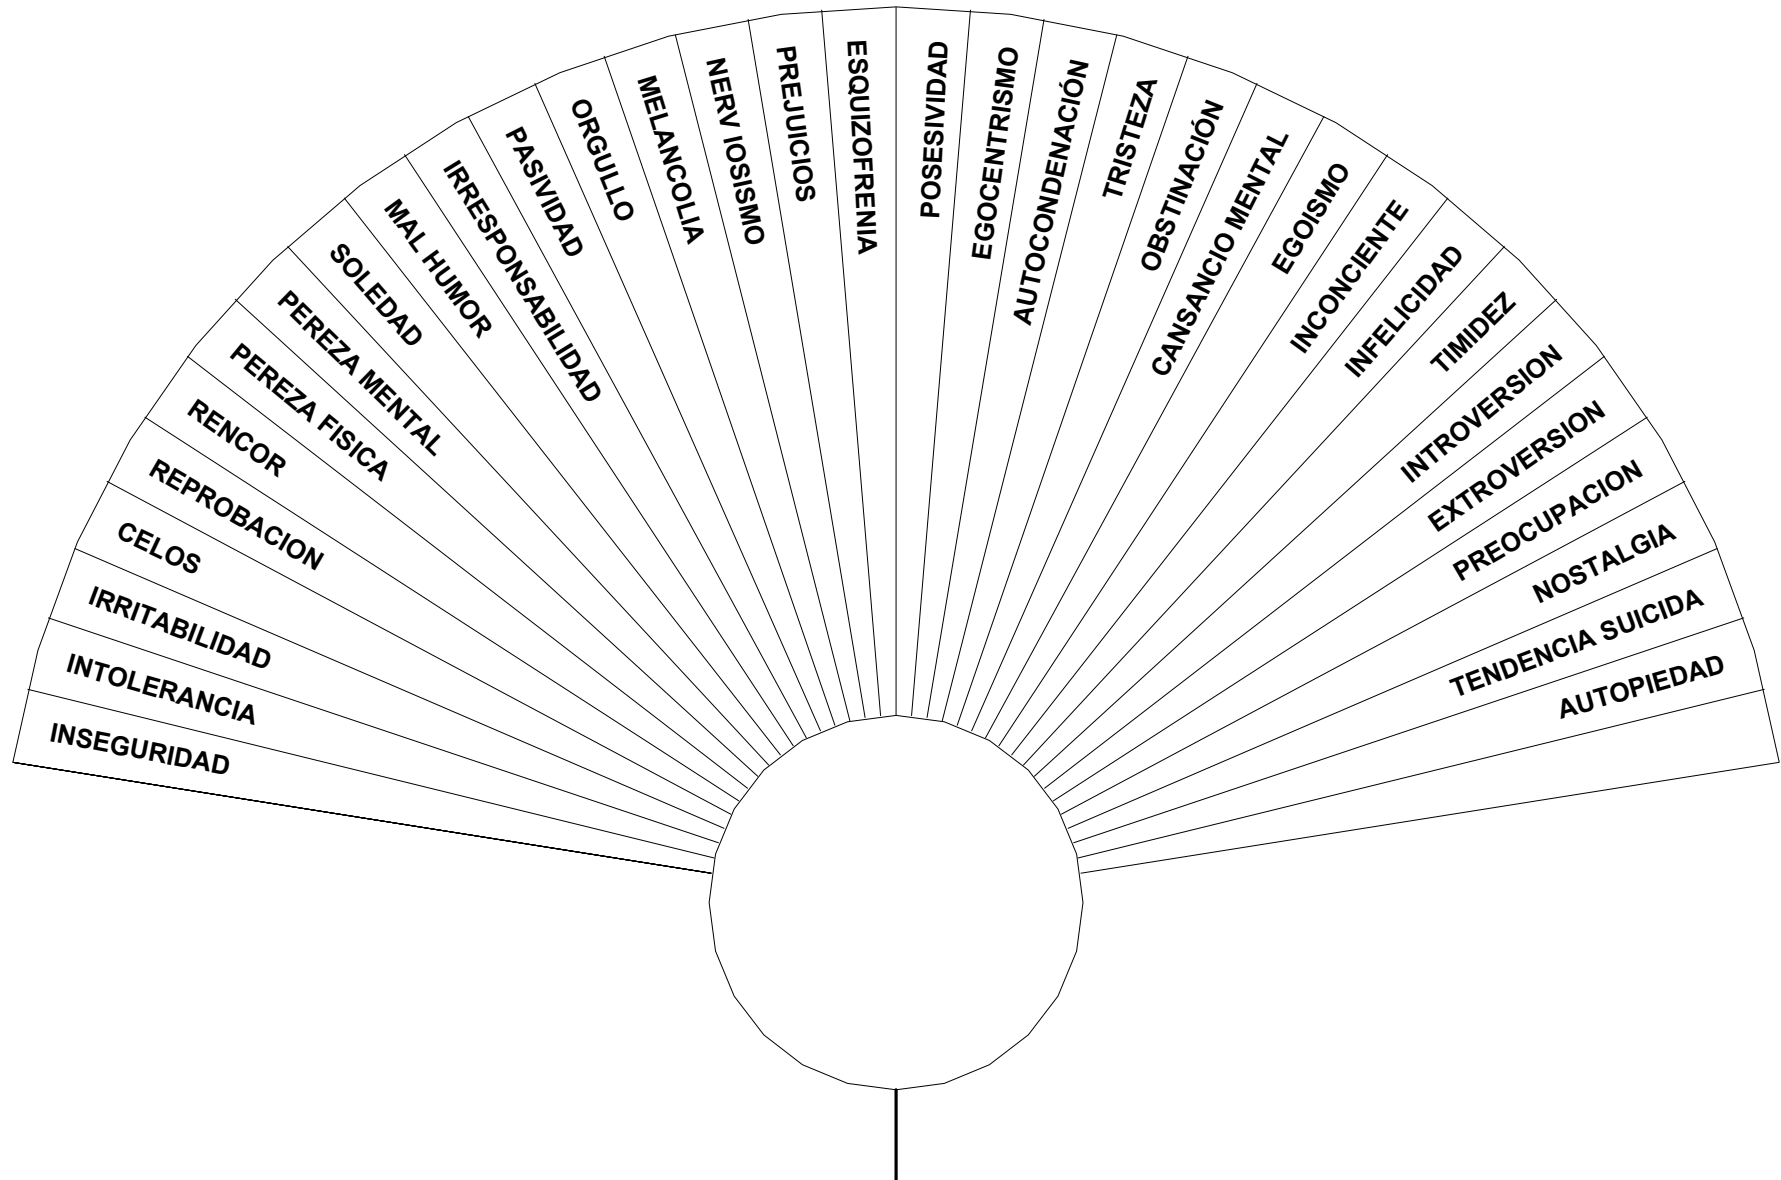 INSEGURIDAD
INTOLERANCIA
IRRITABILIDAD
CELOS
REPROBACION
RENCOR
PEREZA FISICA
PEREZA MENTAL
SOLEDAD
MAL HUMOR
IRRESPONSABILIDAD
PASIVIDAD
ORGULLO
MELANCOLIA
NERV IOSISMO
PREJUICIOS
ESQUIZOFRENIA
POSESIVIDAD
EGOCENTRISMO
AUTOCONDENACIÓN
TRISTEZA
OBSTINACIÓN
CANSANCIO MENTAL
EGOISMO
INCONCIENTE
INFELICIDAD
TIMIDEZ
INTROVERSION
EXTROVERSION
PREOCUPACION
NOSTALGIA
TENDENCIA SUICIDA
AUTOPIEDAD